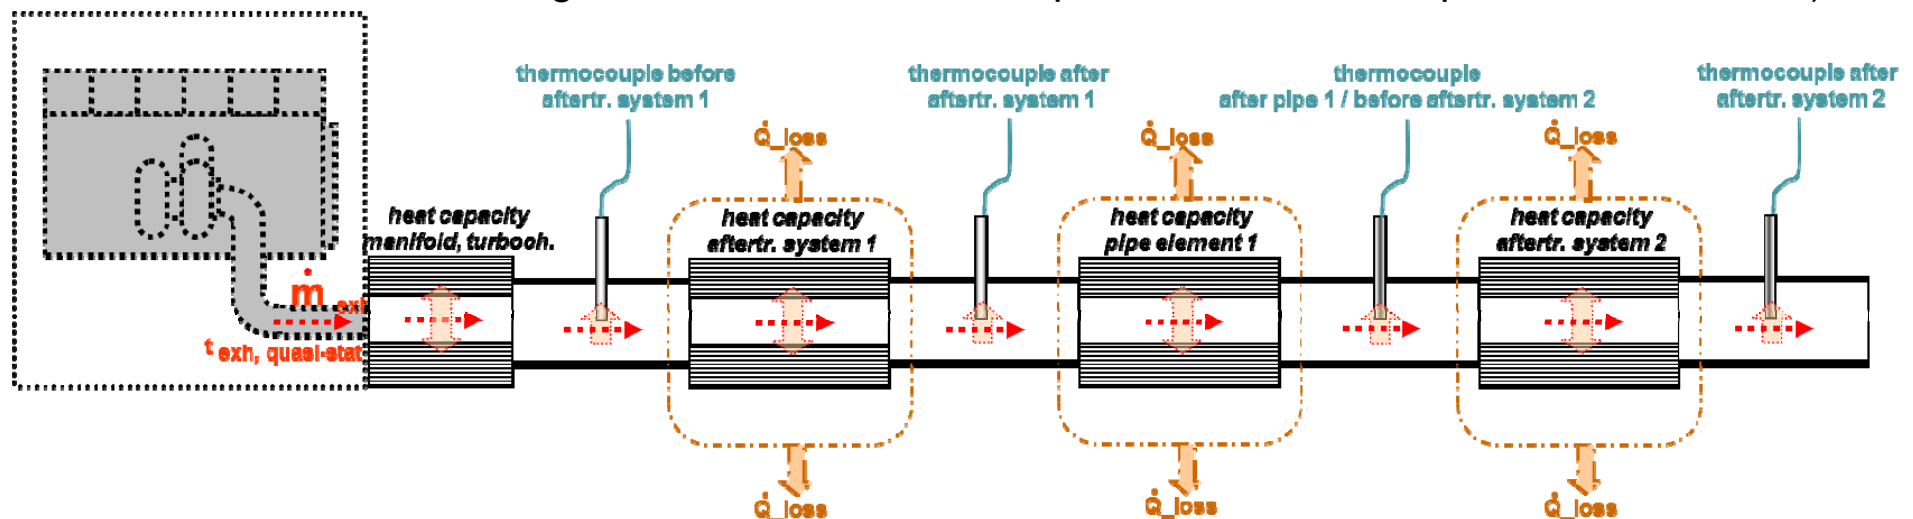 thermocouple before
aftertr. system 1
thermocouple after
aftertr. system 1
thermocouple
after pipe 1 / before aftertr. system 2
thermocouple after
aftertr. system 2
Q̇_loss
Q̇_loss
Q̇_loss
heat capacity
manifold, turboch.
heat capacity
aftertr. system 1
heat capacity
pipe element 1
heat capacity
aftertr. system 2
ṁ exh
t exh, quasi-stat
Q̇_loss
Q̇_loss
Q̇_loss